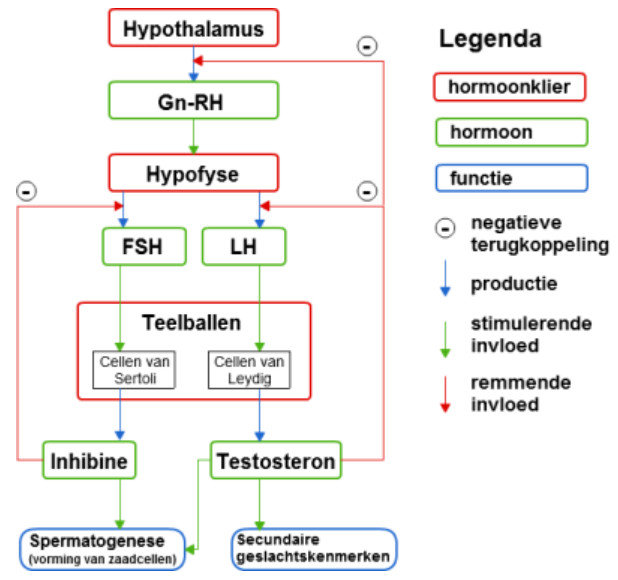 Hypothalamus
-
Gn-RH
Hypofyse
-
-
FSH
LH
Teelballen
Cellen van
Sertoli
Cellen van
Leydig
Inhibine
Testosteron
Spermatogenese
(vorming van zaadcellen)
Secundaire
geslachtskenmerken
Legenda
hormoonklier
hormoon
functie
-
negatieve
terugkoppeling
productie
stimulerende
invloed
remmende
invloed